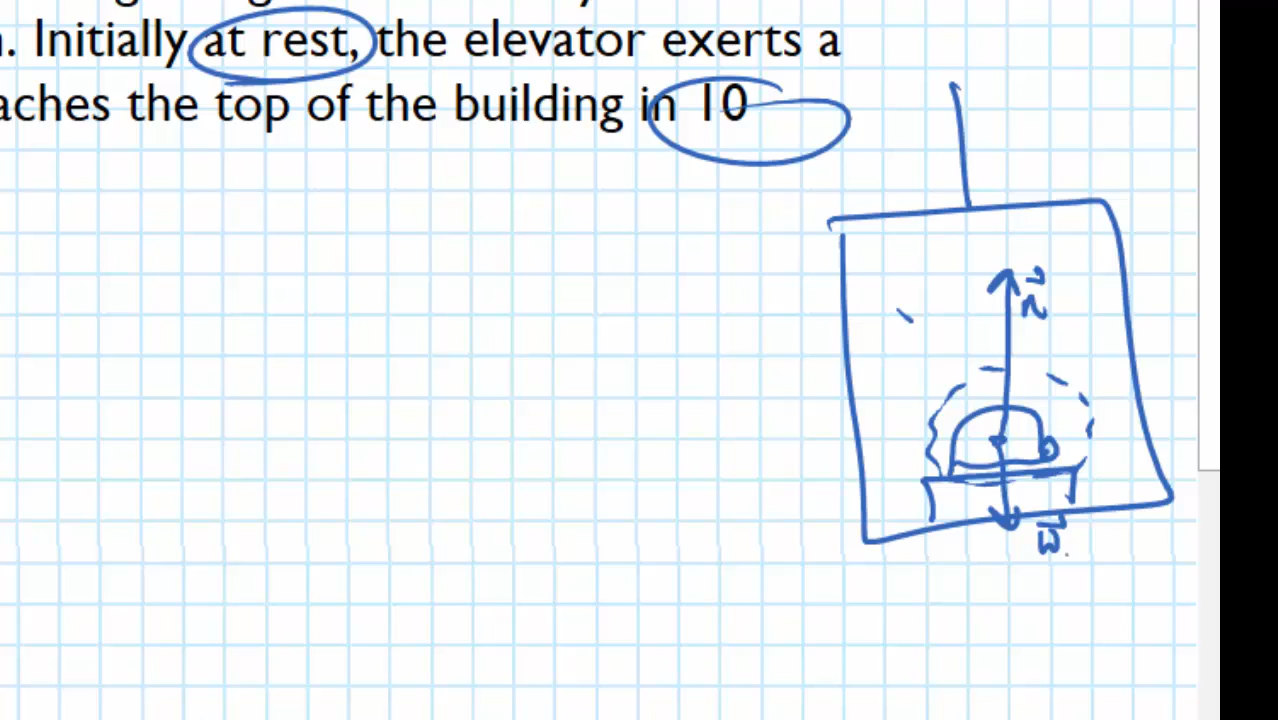 . Initially at rest, the elevator exerts a
aches the top of the building in 10
N
W